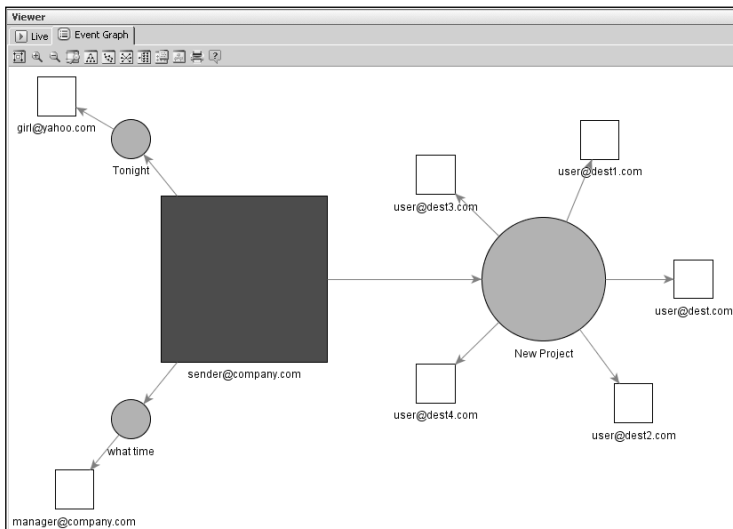 Viewer
Live
Event Graph
girl@yahoo.com
Tonight
user@dest1.com
user@dest3.com
user@dest.com
New Project
sender@company.com
user@dest4.com
user@dest2.com
what time
manager@company.com